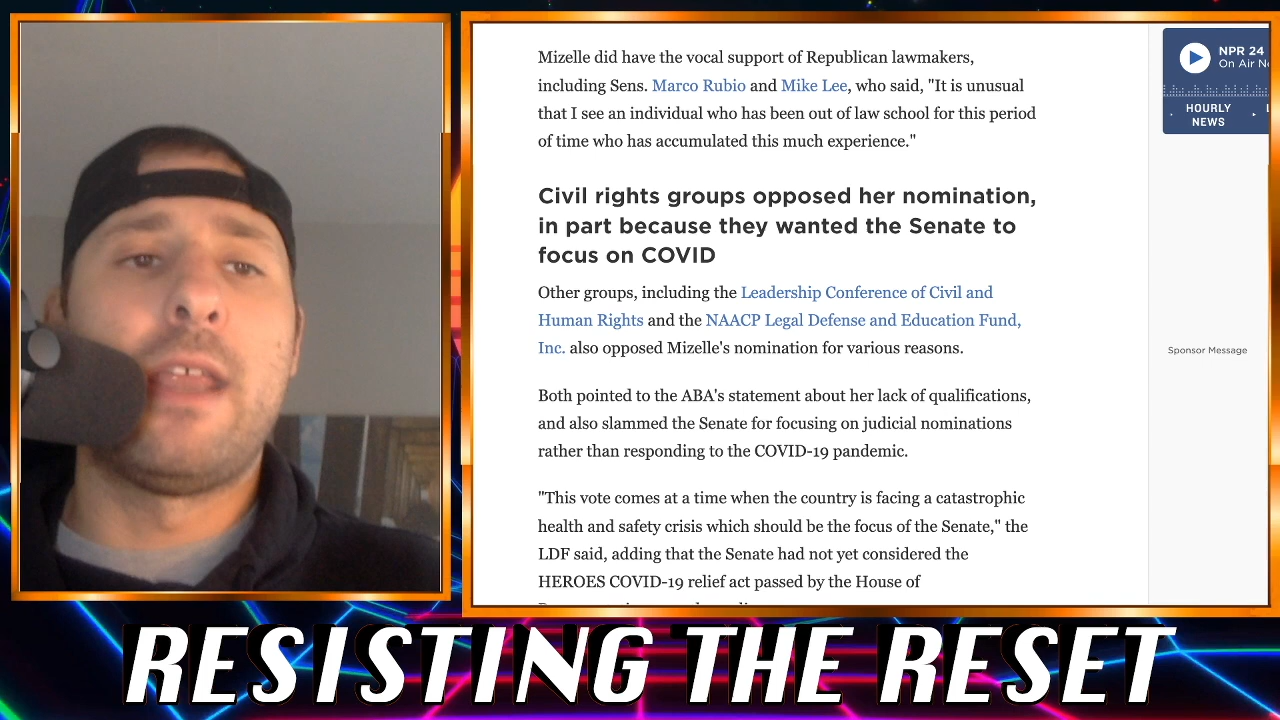 Mizelle did have the vocal support of Republican lawmakers,
including Sens. Marco Rubio and Mike Lee, who said, "It is unusual
that I see an individual who has been out of law school for this period
of time who has accumulated this much experience."
Civil rights groups opposed her nomination,
in part because they wanted the Senate to
focus on COVID
Other groups, including the Leadership Conference of Civil and
Human Rights and the NAACP Legal Defense and Education Fund,
Inc. also opposed Mizelle's nomination for various reasons.
Both pointed to the ABA's statement about her lack of qualifications,
and also slammed the Senate for focusing on judicial nominations
rather than responding to the COVID-19 pandemic.
"This vote comes at a time when the country is facing a catastrophic
health and safety crisis which should be the focus of the Senate," the
LDF said, adding that the Senate had not yet considered the
HEROES COVID-19 relief act passed by the House of
NPR 24
On Air
HOURLY
NEWS
Sponsor Message
RESISTING THE RESET